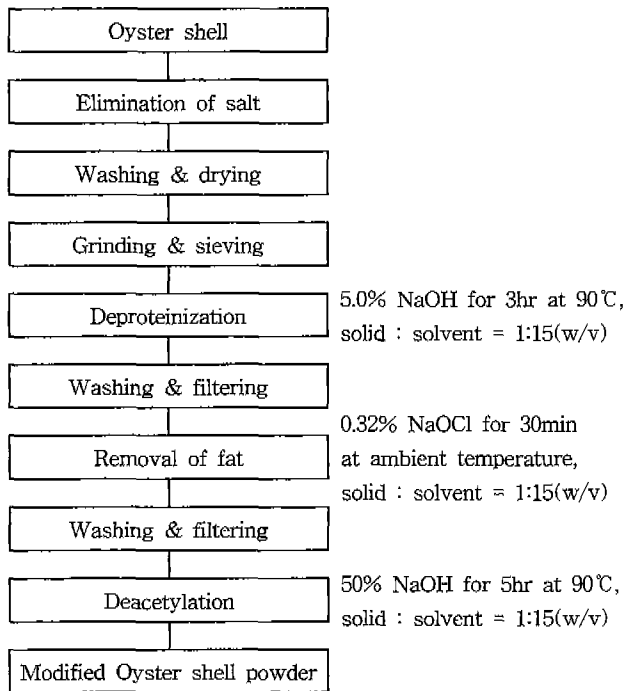 Oyster shell
Elimination of salt
Washing & drying
Grinding & sieving
Deproteinization
5.0% NaOH for 3hr at 90℃,
solid : solvent = 1:15(w/v)
Washing & filtering
Removal of fat
0.32% NaOCl for 30min
at ambient temperature,
solid : solvent = 1:15(w/v)
Washing & filtering
Deacetylation
50% NaOH for 5hr at 90℃,
solid : solvent = 1:15(w/v)
Modified Oyster shell powder